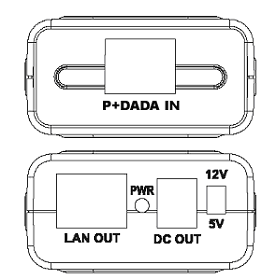 P+DADA IN
PWR
12V
5V
LAN OUT
DC OUT